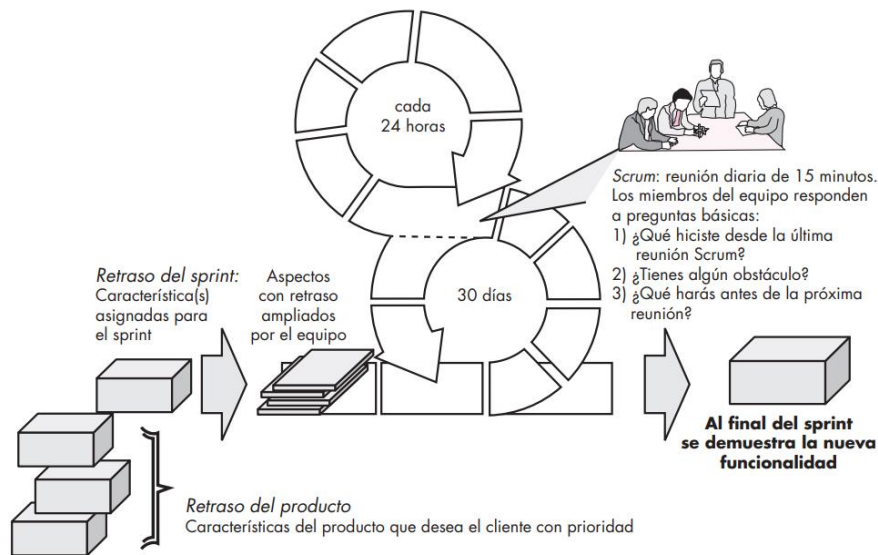 cada
24 horas
Scrum: reunión diaria de 15 minutos.
Los miembros del equipo responden
a preguntas básicas:
1) ¿Qué hiciste desde la última
reunión Scrum?
2) ¿Tienes algún obstáculo?
3) ¿Qué harás antes de la próxima
reunión?
Retraso del sprint:
Característica(s)
asignadas para
el sprint
Aspectos
con retraso
ampliados
por el equipo
30 días
Al final del sprint
se demuestra la nueva
funcionalidad
Retraso del producto
Características del producto que desea el cliente con prioridad